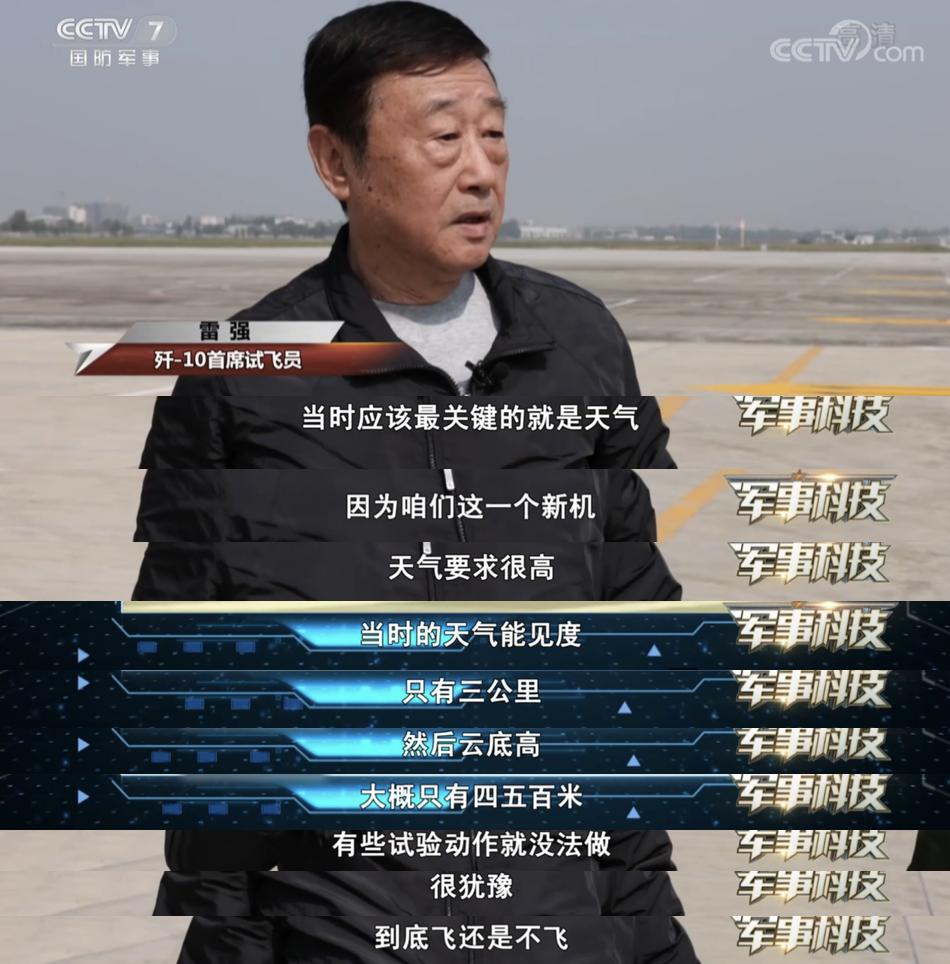 CCTV 7
国防军事
高清
CCTV com
雷强
歼-10首席试飞员
当时应该最关键的就是天气
军事科技
因为咱们这一个新机
军事科技
天气要求很高
军事科技
当时的天气能见度
军事科技
只有三公里
军事科技
然后云底高
军事科技
大概只有四五百米
军事科技
有些试验动作就没法做
军事科技
很犹豫
军事科技
到底飞还是不飞
军事科技